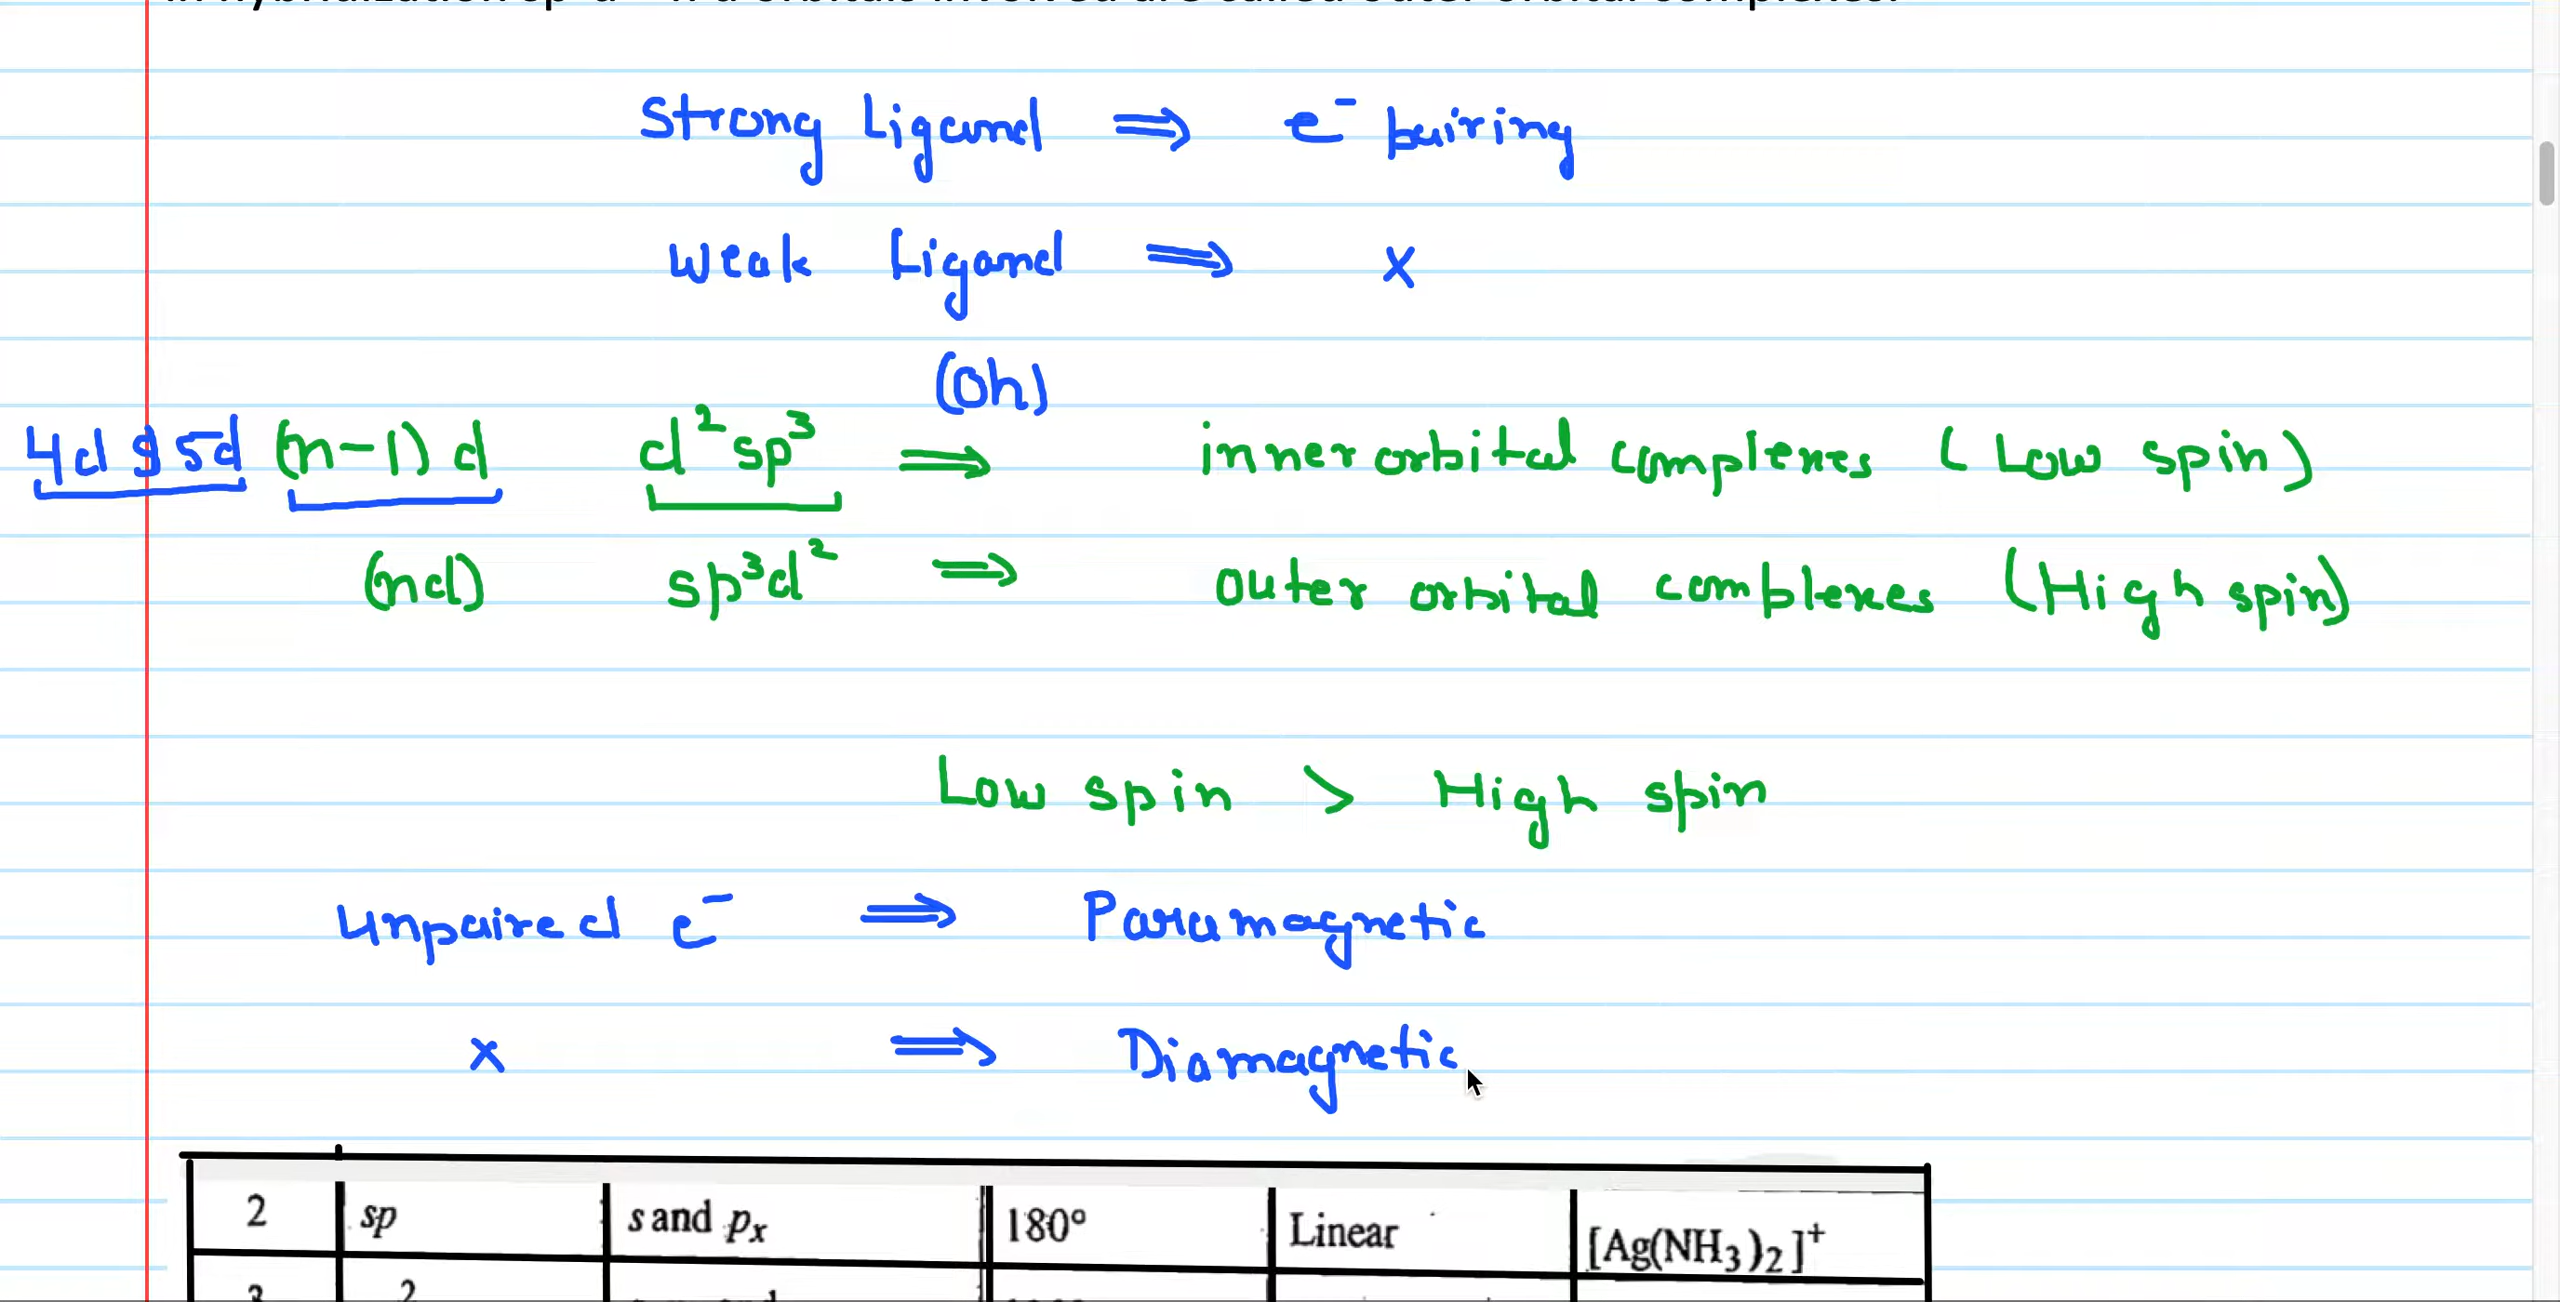 Strong Ligand ⇒ e⁻ pairing
Weak Ligand ⇒ x
(Oh)
4d & 5d (n-1) d d²sp³ ⇒ inner orbital complexes (Low spin)
(nd) sp³d² ⇒ outer orbital complexes (High spin)
Low spin > High spin
Unpaired e⁻ ⇒ Paramagnetic
x ⇒ Diamagnetic
2 sp s and pₓ 180° Linear [Ag(NH₃)₂]⁺